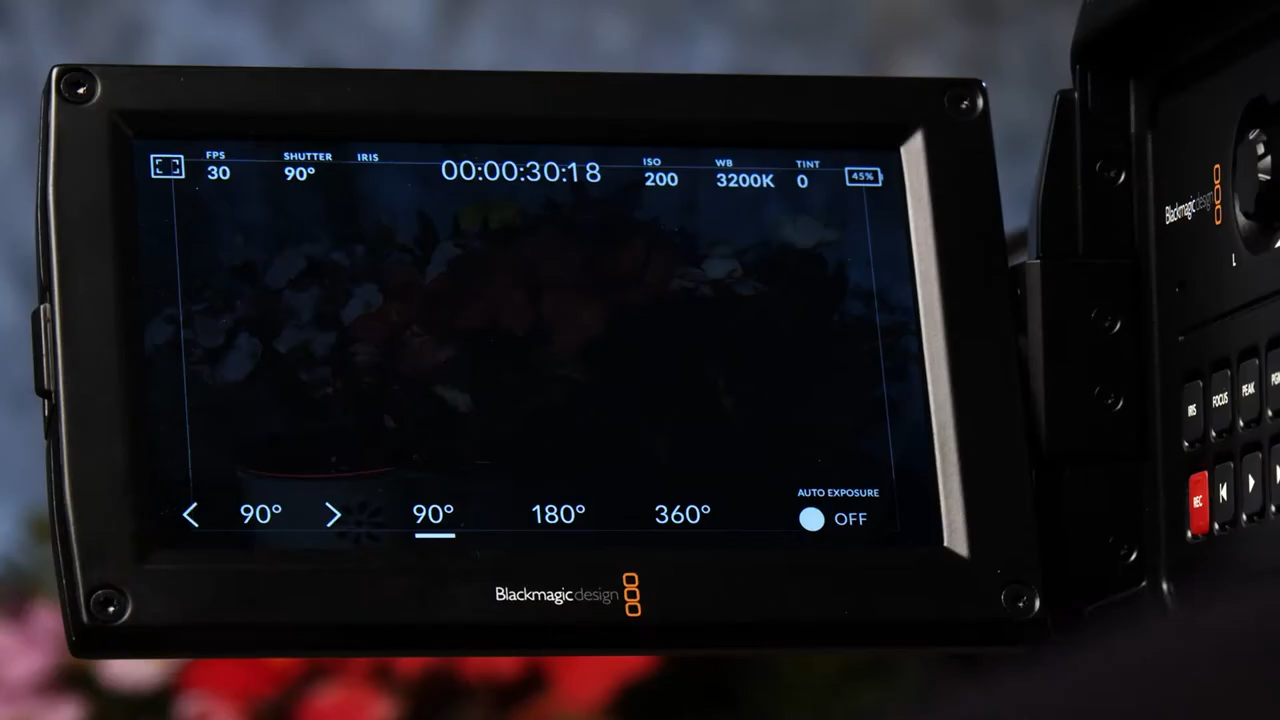 FPS SHUTTER IRIS 00:00:30:18 ISO WB TINT
30 90° 200 3200K 0 45%
90° 90° 180° 360° AUTO EXPOSURE
OFF
Blackmagicdesign
Blackmagicdesign
1
IRIS FOCUS PEAK
REC